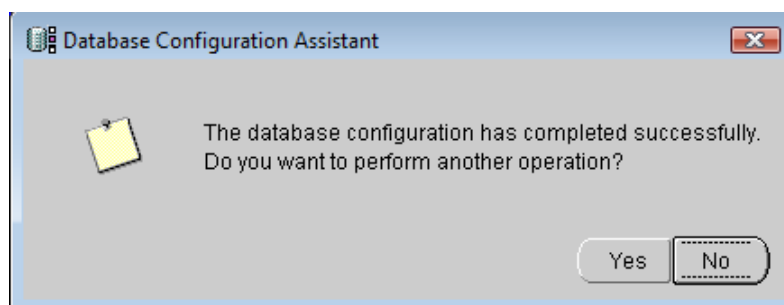 Database Configuration Assistant
The database configuration has completed successfully.
Do you want to perform another operation?
Yes No